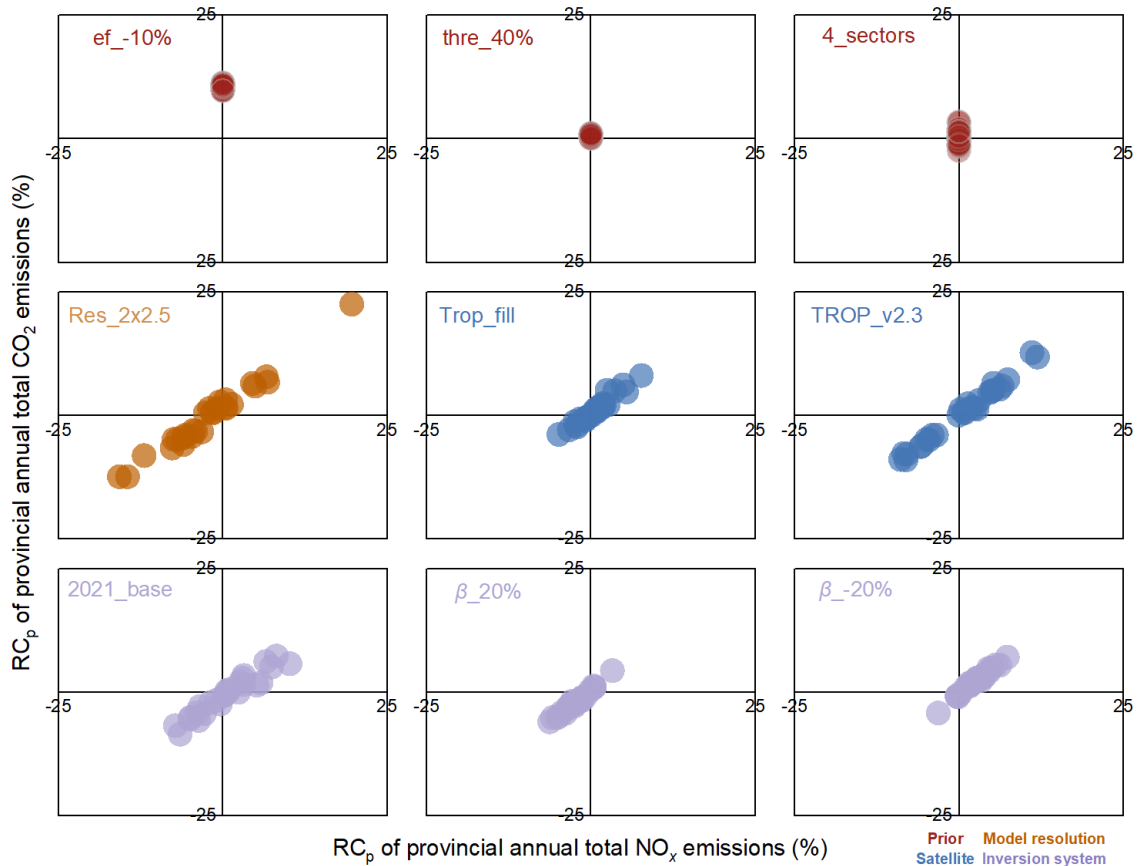 25 25 25
ef_-10% thre_40% 4_sectors
-25 25 -25 25 -25 25
25 25 25
25 25 25
Res_2x2.5 Trop_fill TROP_v2.3
-25 25 -25 25 -25 25
-25 -25 -25
25 25 25
2021_base β_20% β_-20%
-25 25 -25 25 -25 25
-25 -25 -25
RCp of provincial annual total CO2 emissions (%)
RCp of provincial annual total NOx emissions (%)
Prior Model resolution
Satellite Inversion system